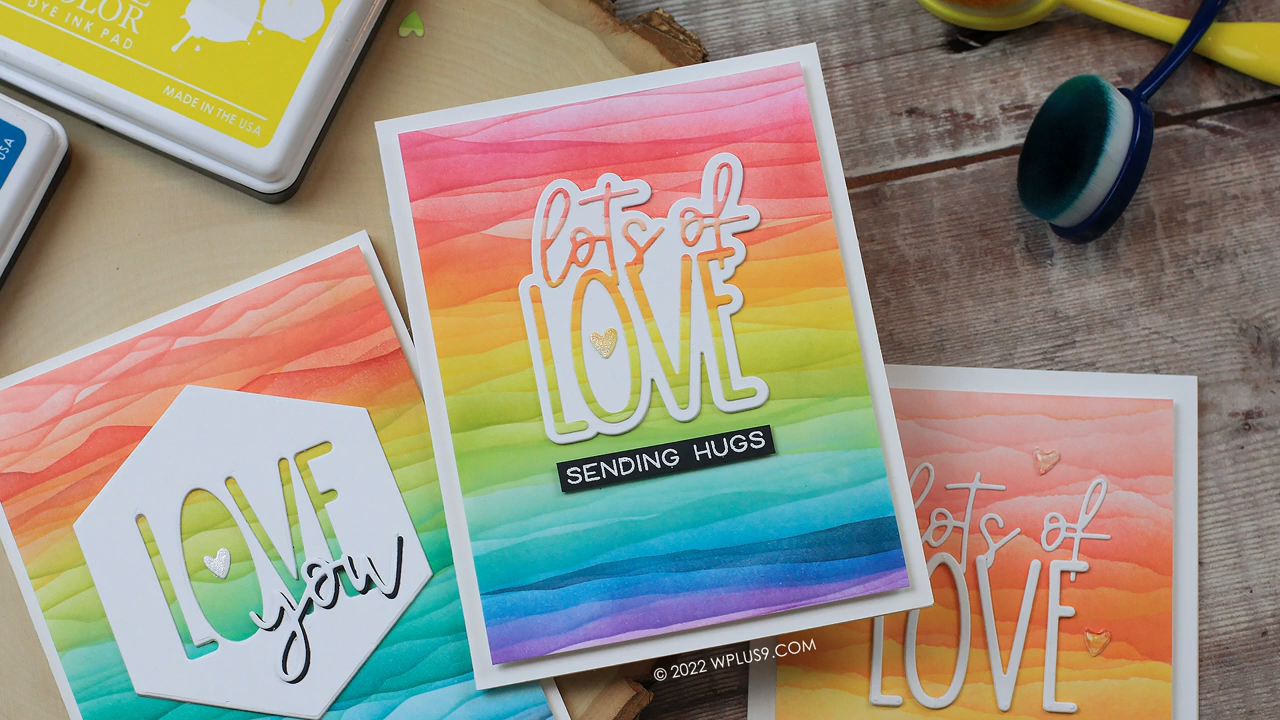 COLOR
DYE INK PAD
MADE IN THE USA
USA
lots of
LOVE
SENDING HUGS
LOVE
you
lots of
LOVE
© 2022 WPLUS9.COM